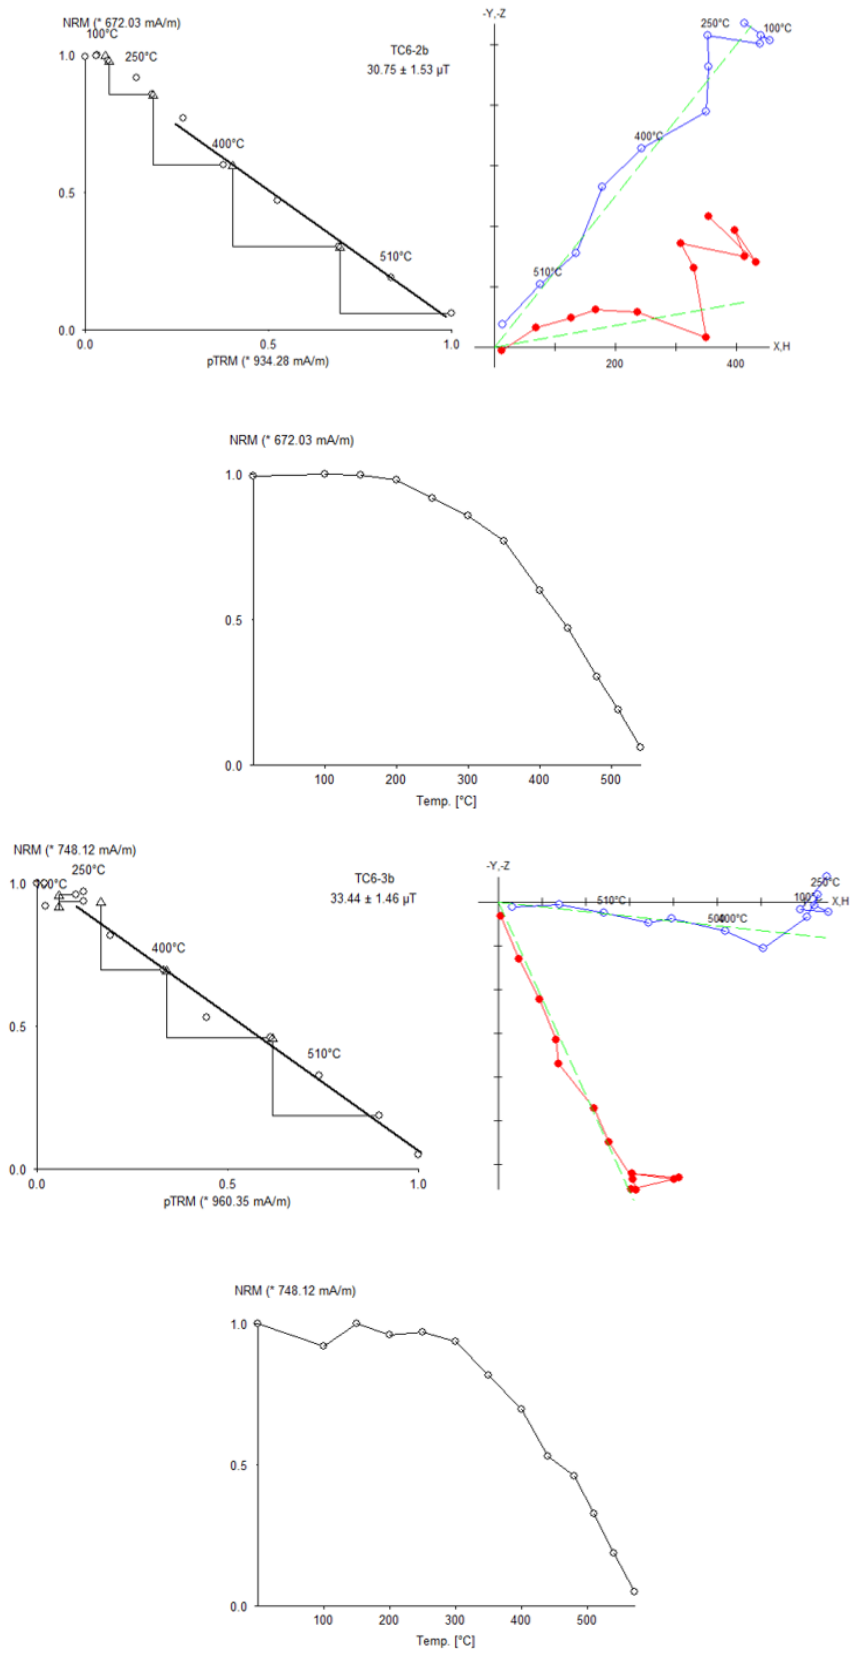 NRM (* 672.03 mA/m)
100°C
1.0
250°C
TC6-2b
30.75 ± 1.53 µT
400°C
0.5
510°C
0.0
0.0
0.5
1.0
pTRM (* 934.28 mA/m)
-Y,-Z
250°C
100°C
400°C
510°C
200
400
X,H
NRM (* 672.03 mA/m)
1.0
0.5
0.0
100
200
300
400
500
Temp. [°C]
NRM (* 748.12 mA/m)
250°C
1.0
TC6-3b
33.44 ± 1.46 µT
400°C
0.5
510°C
0.0
0.0
0.5
1.0
pTRM (* 960.35 mA/m)
-Y,-Z
250°C
100°C
X,H
510°C
400°C
NRM (* 748.12 mA/m)
1.0
0.5
0.0
100
200
300
400
500
Temp. [°C]